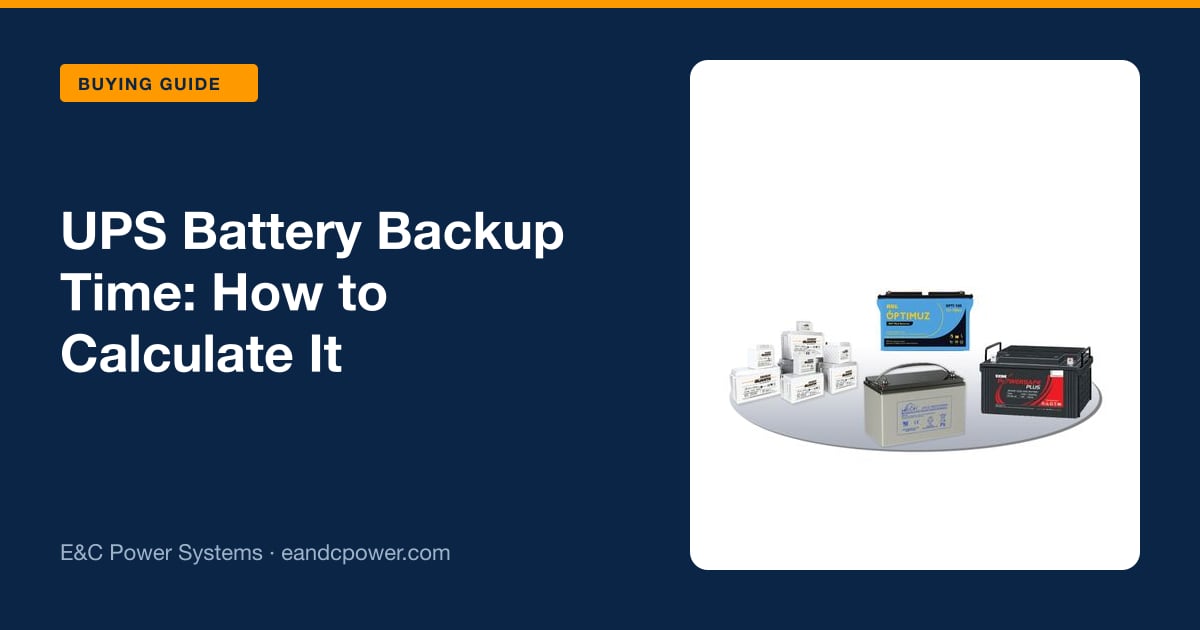 BUYING GUIDE
UPS Battery Backup
Time: How to
Calculate It
E&C Power Systems · eandcpower.com
OPTIMUZ
POWERSAFE
PLUS